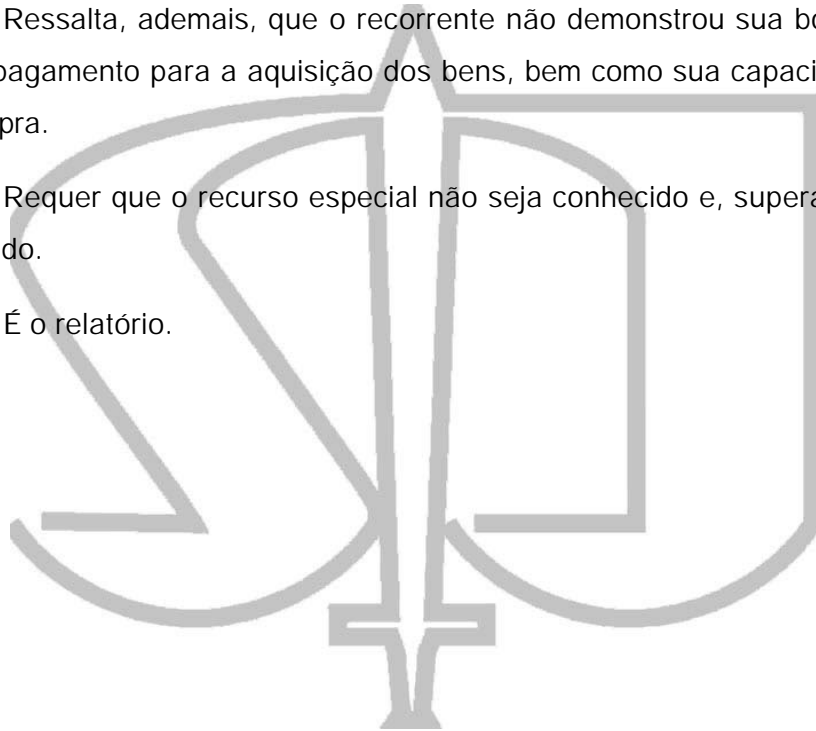 Ressalta, ademais, que o recorrente não demonstrou sua bo
pagamento para a aquisição dos bens, bem como sua capaci
pra.
Requer que o recurso especial não seja conhecido e, supera
do.
É o relatório.